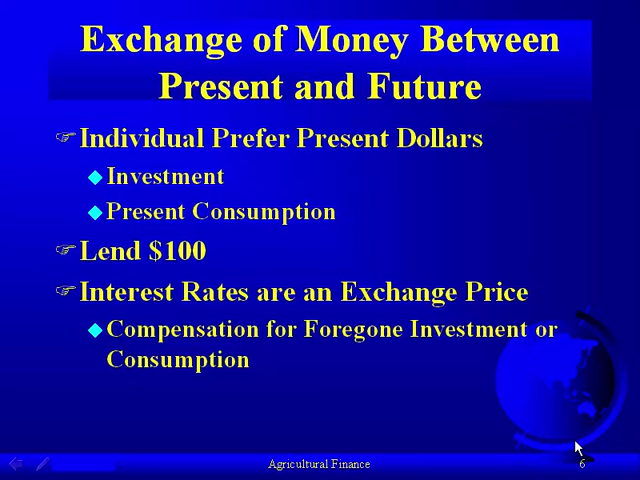 Exchange of Money Between
Present and Future
Individual Prefer Present Dollars
Investment
Present Consumption
Lend $100
Interest Rates are an Exchange Price
Compensation for Foregone Investment or
Consumption
Agricultural Finance
6